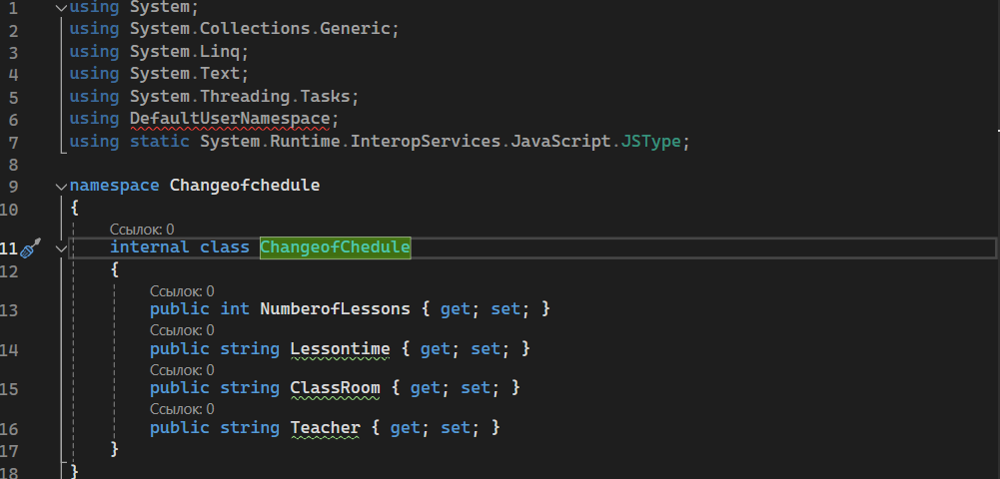 1 using System;
2 using System.Collections.Generic;
3 using System.Linq;
4 using System.Text;
5 using System.Threading.Tasks;
6 using DefaultUserNamespace;
7 using static System.Runtime.InteropServices.JavaScript.JSType;
8
9 namespace Changeofchedule
10 {
Ссылок: 0
11 internal class ChangeofChedule
12 {
Ссылок: 0
13 public int NumberofLessons { get; set; }
Ссылок: 0
14 public string Lessontime { get; set; }
Ссылок: 0
15 public string ClassRoom { get; set; }
Ссылок: 0
16 public string Teacher { get; set; }
17 }
18 }